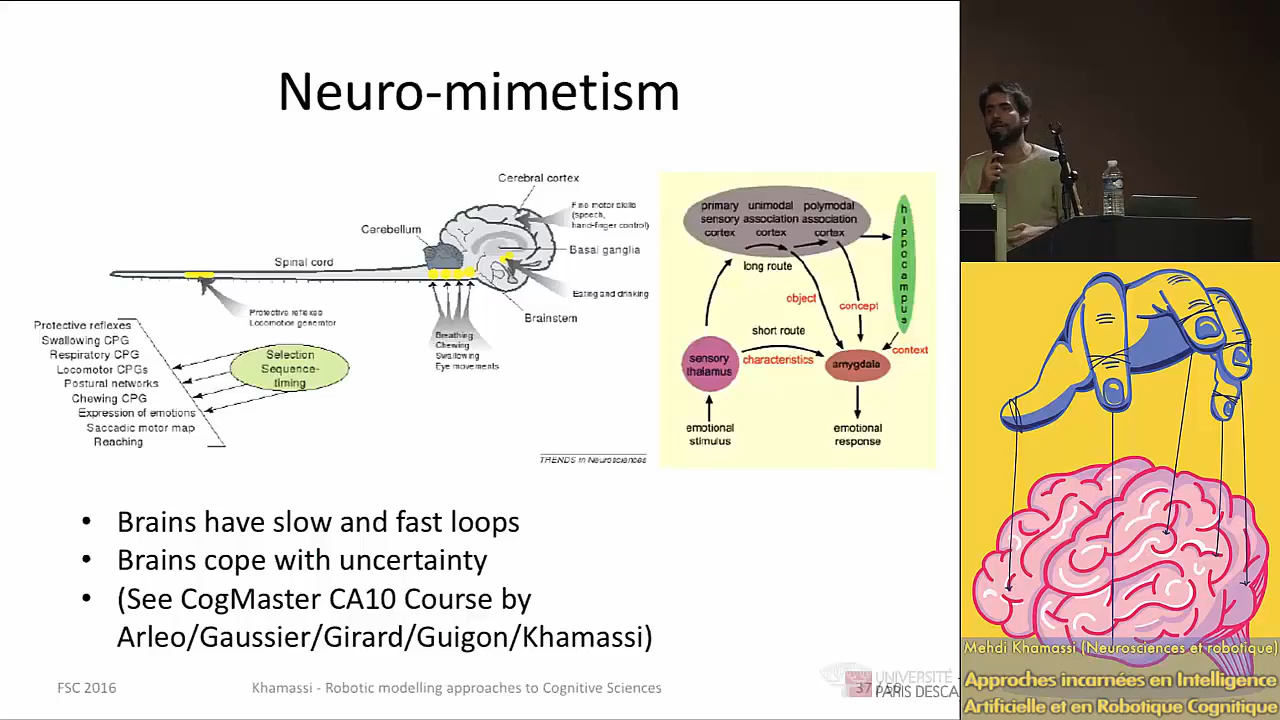 Neuro-mimetism
Cerebral cortex
Fine motor skills
(speech,
hand-finger control)
Cerebellum
Basal ganglia
Spinal cord
Eating and drinking
Protective reflexes
Locomotion generator
Brainstem
Breathing
Chewing
Swallowing
Eye movements
Protective reflexes
Swallowing CPG
Respiratory CPG
Locomotor CPGs
Postural networks
Chewing CPG
Expression of emotions
Saccadic motor map
Reaching
Selection
Sequence-
timing
TRENDS in Neurosciences
primary unimodal polymodal
sensory association association
cortex cortex cortex
hippocampus
long route
object
concept
short route
characteristics
context
sensory
thalamus
amygdala
emotional
stimulus
emotional
response
• Brains have slow and fast loops
• Brains cope with uncertainty
• (See CogMaster CA10 Course by
Arleo/Gaussier/Girard/Guigon/Khamassi)
FSC 2016
Khamassi - Robotic modelling approaches to Cognitive Sciences
37
UNIVERSITÉ
PARIS DESCA
Mehdi Khamassi (Neurosciences et robotique)
Approches incarnées en Intelligence
Artificielle et en Robotique Cognitique